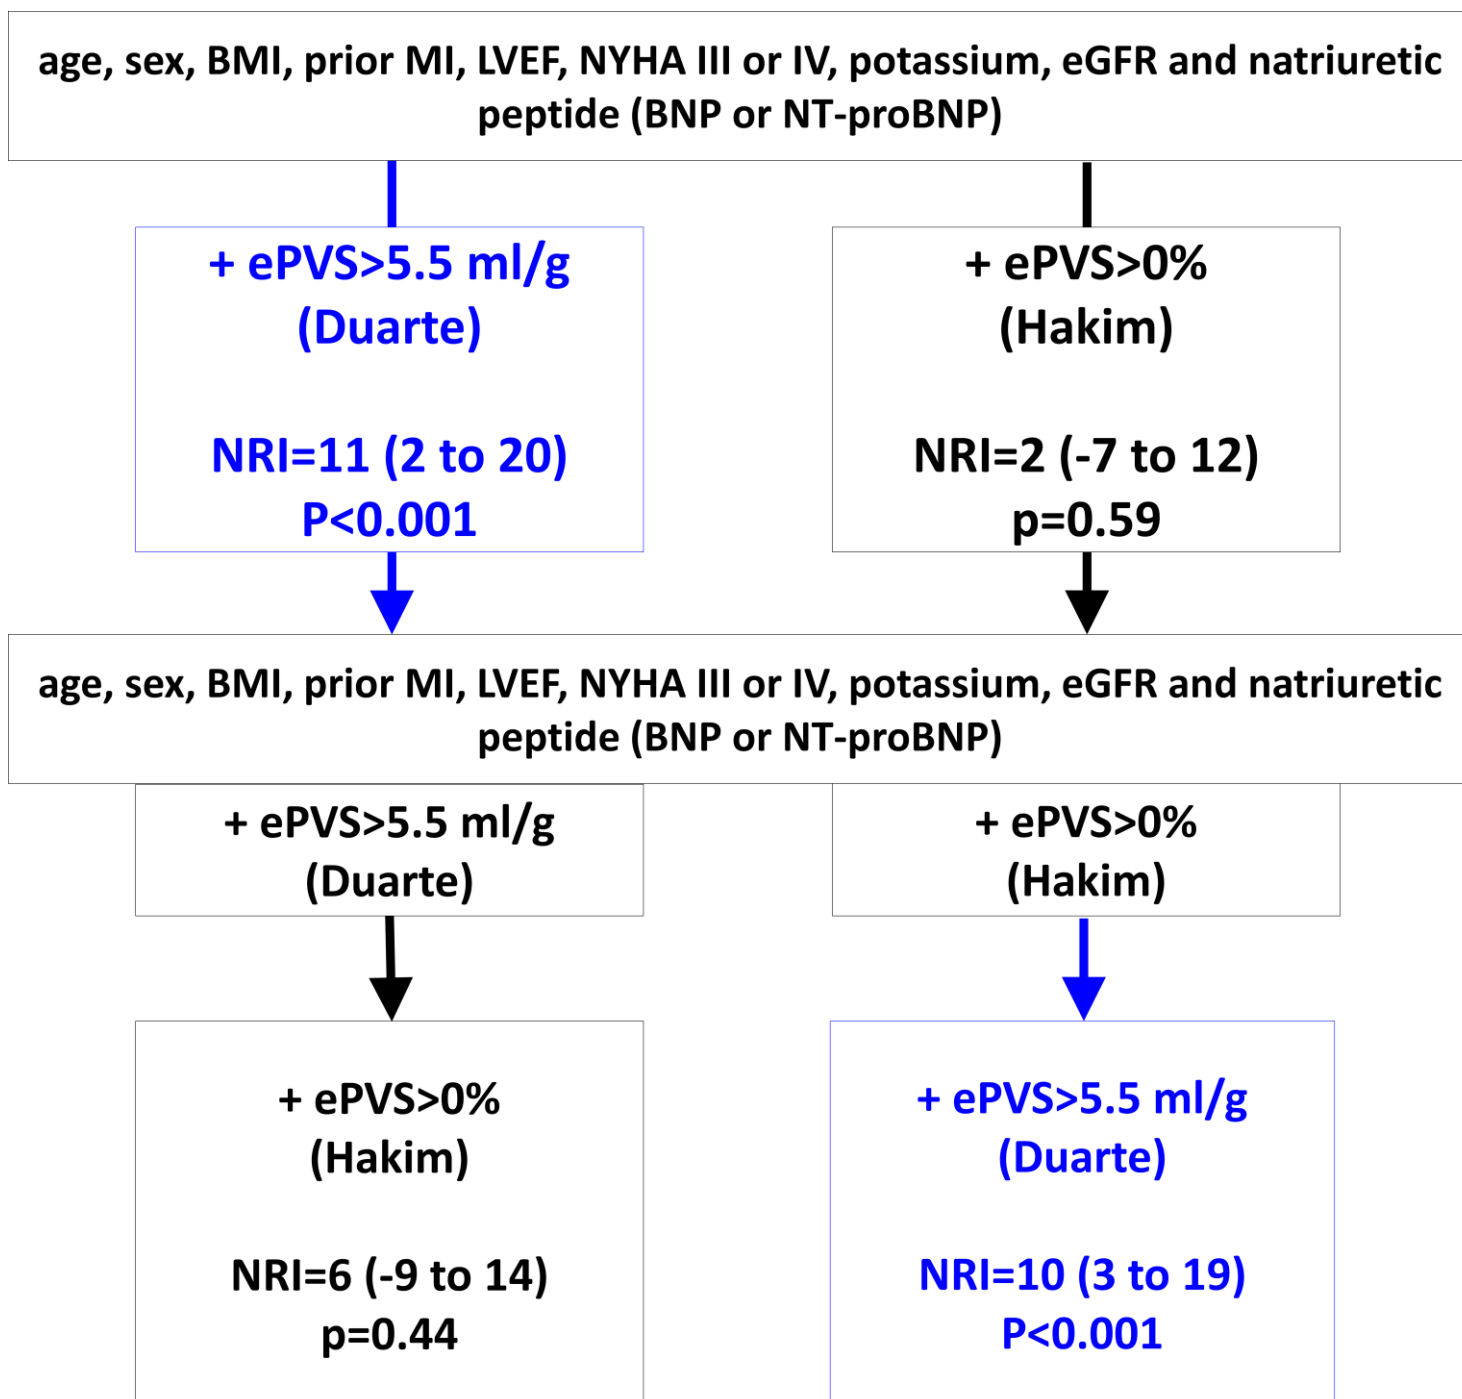 age, sex, BMI, prior MI, LVEF, NYHA III or IV, potassium, eGFR and natriuretic
peptide (BNP or NT-proBNP)
+ ePVS>5.5 ml/g
(Duarte)
NRI=11 (2 to 20)
P<0.001
+ ePVS>0%
(Hakim)
NRI=2 (-7 to 12)
p=0.59
age, sex, BMI, prior MI, LVEF, NYHA III or IV, potassium, eGFR and natriuretic
peptide (BNP or NT-proBNP)
+ ePVS>5.5 ml/g
(Duarte)
+ ePVS>0%
(Hakim)
+ ePVS>0%
(Hakim)
NRI=6 (-9 to 14)
p=0.44
+ ePVS>5.5 ml/g
(Duarte)
NRI=10 (3 to 19)
P<0.001